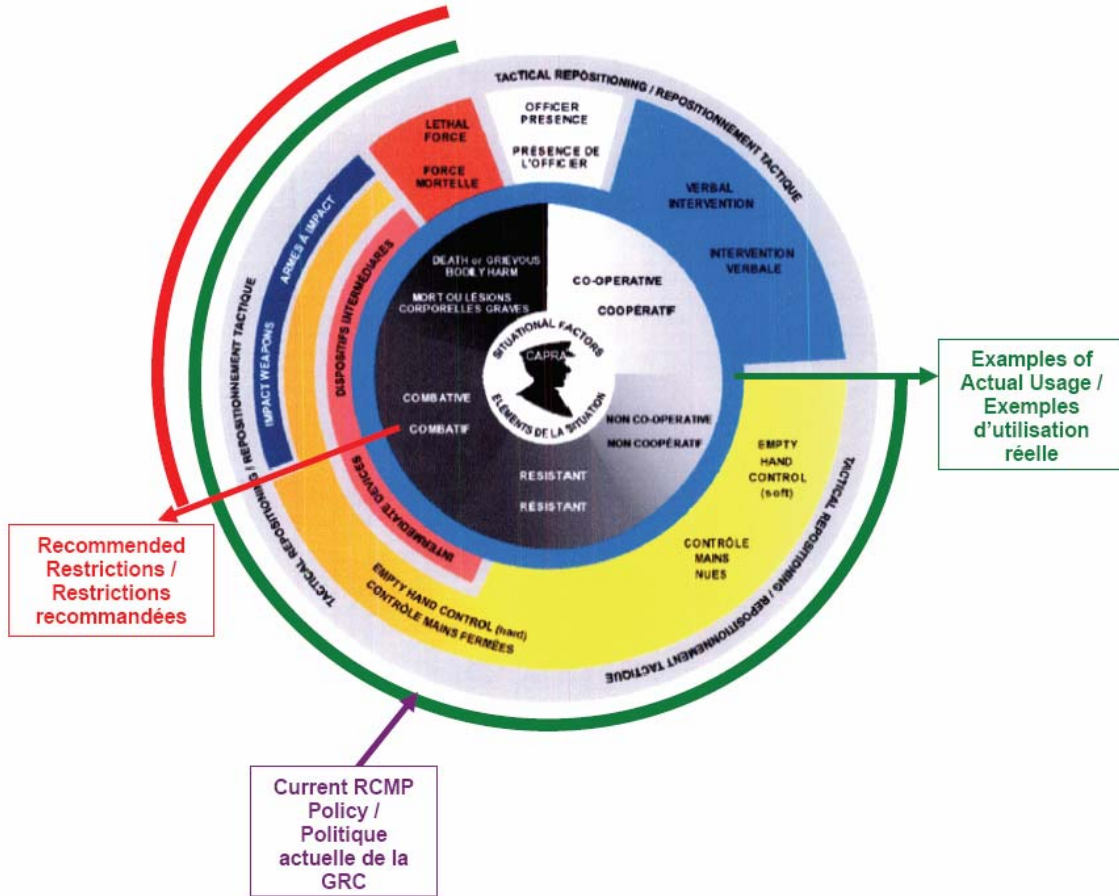 TACTICAL REPOSITIONING / REPOSITIONNEMENT TACTIQUE
OFFICER
PRESENCE
PRÉSENCE DE
L'OFFICIER
LETHAL
FORCE
FORCE
MORTELLE
VERBAL
INTERVENTION
INTERVENTION
VERBALE
IMPACT WEAPONS
ARMES À IMPACT
INTERMEDIATE DEVICES
DISPOSITIFS INTERMÉDIARES
DEATH or GRIEVOUS
BODILY HARM
MORT OU LÉSIONS
CORPORELLES GRAVES
CO-OPERATIVE
COOPÉRATIF
SITUATIONAL FACTORS
CAPRA
ELÉMENTS DE LA SITUATION
COMBATIVE
COMBATIF
NON CO-OPERATIVE
NON COOPÉRATIF
RESISTANT
RÉSISTANT
EMPTY
HAND
CONTROL
(soft)
CONTRÔLE
MAINS
NUES
EMPTY HAND CONTROL (hard)
CONTRÔLE MAINS FERMÉES
TACTICAL REPOSITIONING / REPOSITIONNEMENT TACTIQUE
TACTICAL REPOSITIONING / REPOSITIONNEMENT TACTIQUE
Examples of
Actual Usage /
Exemples
d'utilisation
réelle
Recommended
Restrictions /
Restrictions
recommandées
Current RCMP
Policy /
Politique
actuelle de la
GRC